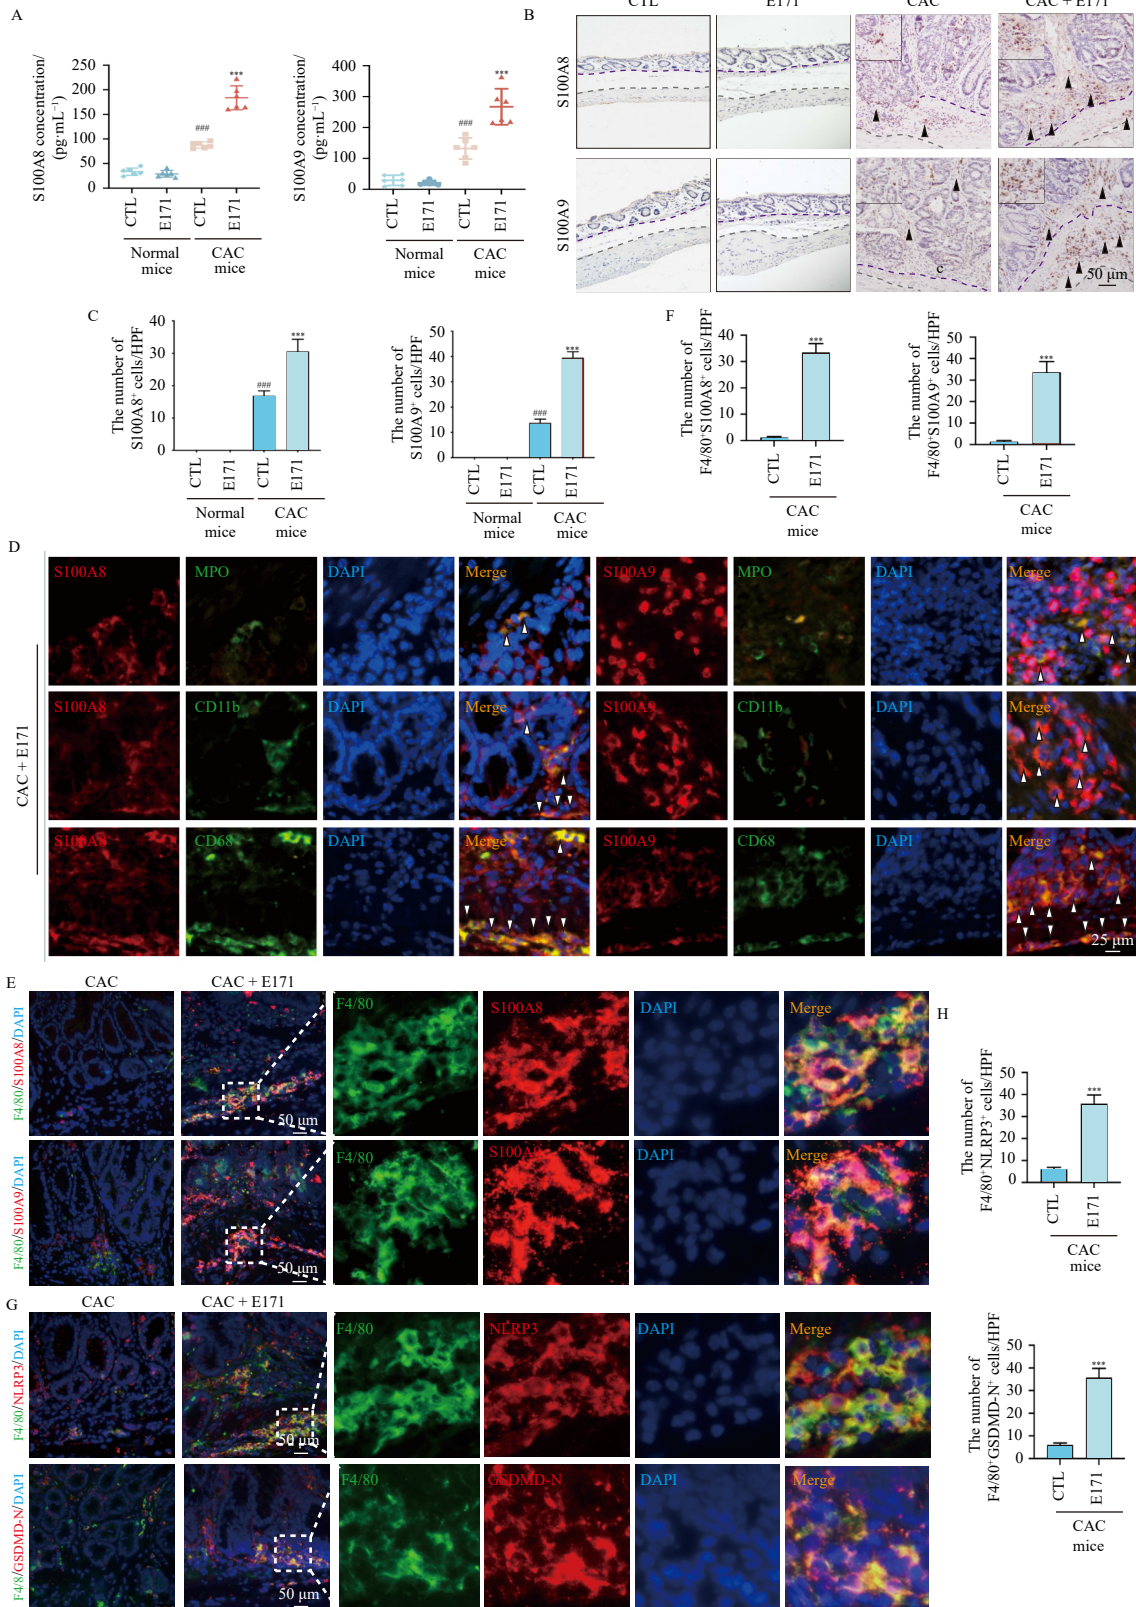 A
S100A8 concentration/
(pg·mL⁻¹)
250
200
150
100
50
0
###
***
CTL
E171
CTL
E171
Normal
mice
CAC
mice
S100A9 concentration/
(pg·mL⁻¹)
400
300
200
100
0
###
***
CTL
E171
CTL
E171
Normal
mice
CAC
mice
B
CTL
E171
CAC
CAC + E171
S100A8
S100A9
c
50 μm
C
The number of
S100A8⁺ cells/HPF
40
30
20
10
0
###
***
CTL
E171
CTL
E171
Normal
mice
CAC
mice
The number of
S100A9⁺ cells/HPF
50
40
30
20
10
0
###
***
CTL
E171
CTL
E171
Normal
mice
CAC
mice
F
The number of
F4/80⁺S100A8⁺ cells/HPF
40
30
20
10
0
***
CTL
E171
CAC
mice
The number of
F4/80⁺S100A9⁺ cells/HPF
50
40
30
20
10
0
***
CTL
E171
CAC
mice
D
CAC + E171
S100A8
MPO
DAPI
Merge
S100A9
MPO
DAPI
Merge
S100A8
CD11b
DAPI
Merge
S100A9
CD11b
DAPI
Merge
S100A8
CD68
DAPI
Merge
S100A9
CD68
DAPI
Merge
25 μm
E
CAC
CAC + E171
F4/80/S100A8/DAPI
50 μm
F4/80
S100A8
DAPI
Merge
F4/80/S100A9/DAPI
50 μm
F4/80
S100A9
DAPI
Merge
G
CAC
CAC + E171
F4/80/NLRP3/DAPI
50 μm
F4/80
NLRP3
DAPI
Merge
F4/8/GSDMD-N/DAPI
50 μm
F4/80
GSDMD-N
DAPI
Merge
H
The number of
F4/80⁺NLRP3⁺ cells/HPF
50
40
30
20
10
0
***
CTL
E171
CAC
mice
The number of
F4/80⁺GSDMD-N⁺ cells/HPF
50
40
30
20
10
0
***
CTL
E171
CAC
mice